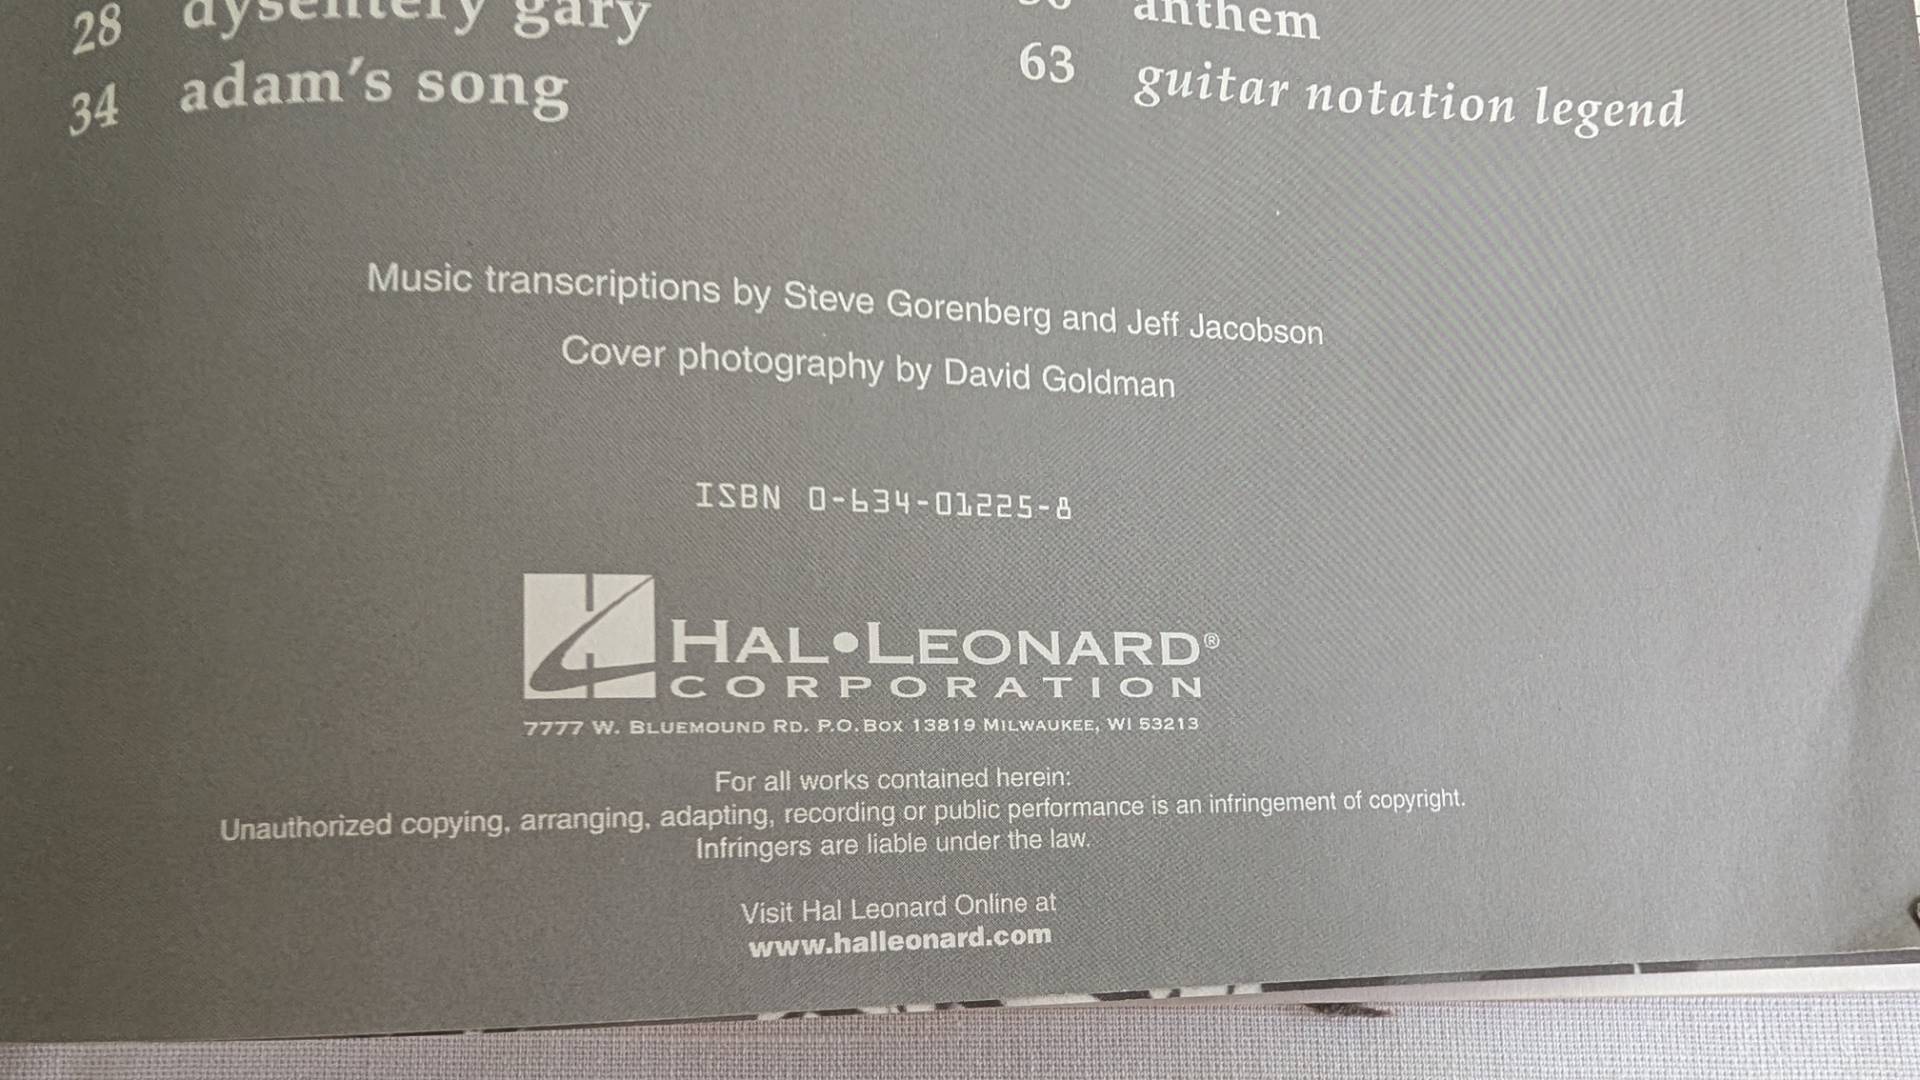 28 dysentery gary
34 adam's song
anthem
63 guitar notation legend
Music transcriptions by Steve Gorenberg and Jeff Jacobson
Cover photography by David Goldman
ISBN 0-634-01225-8
HAL•LEONARD®
CORPORATION
7777 W. BLUEMOUND RD. P.O. BOX 13819 MILWAUKEE, WI 53213
For all works contained herein:
Unauthorized copying, arranging, adapting, recording or public performance is an infringement of copyright.
Infringers are liable under the law.
Visit Hal Leonard Online at
www.halleonard.com